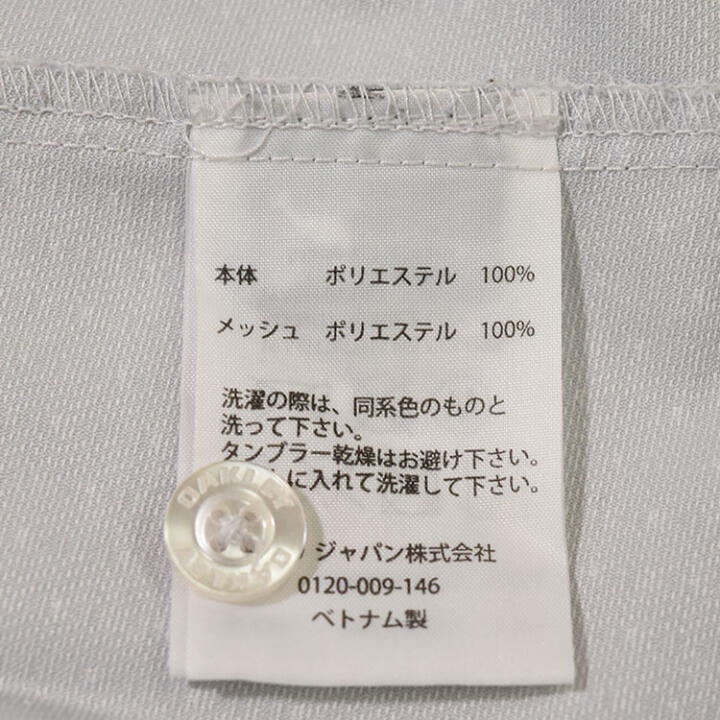 本体 ポリエステル 100%
メッシュ ポリエステル 100%
洗濯の際は、同系色のものと
洗って下さい。
タンブラー乾燥はお避け下さい。
に入れて洗濯して下さい。
ジャパン株式会社
0120-009-146
ベトナム製
OAKLEY
OAKLEY